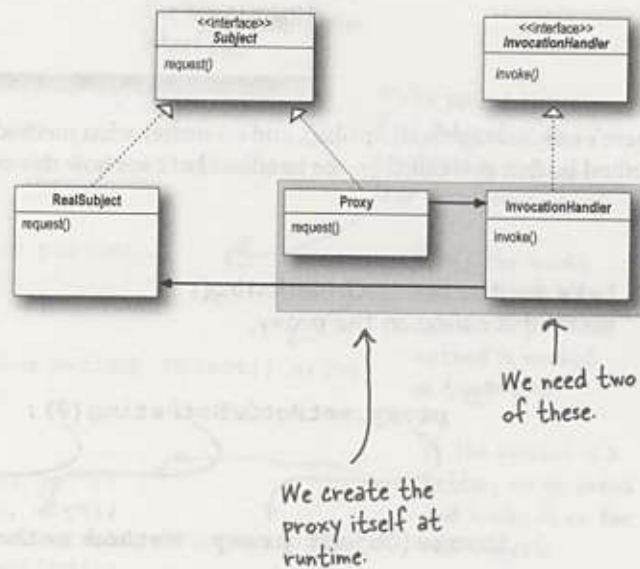 <<interface>>
Subject
request()
<<interface>>
InvocationHandler
invoke()
RealSubject
request()
Proxy
request()
InvocationHandler
invoke()
We create the
proxy itself at
runtime.
We need two
of these.